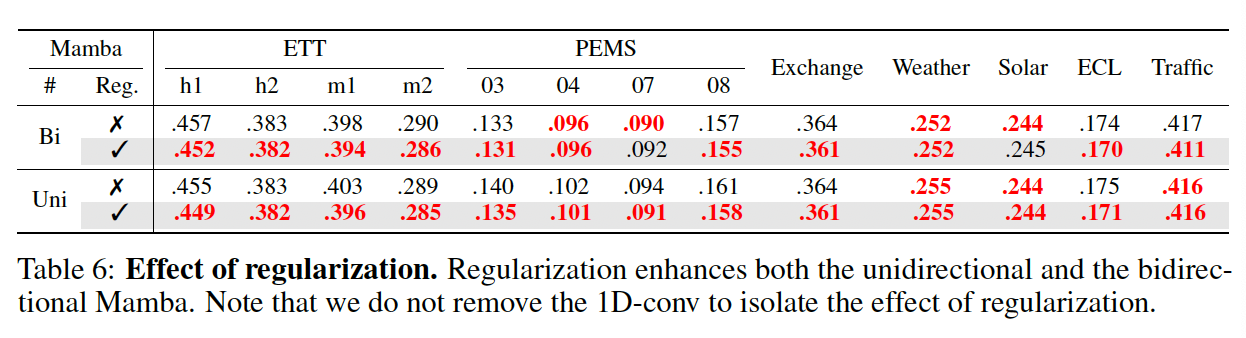 Mamba ETT PEMS Exchange Weather Solar ECL Traffic
# Reg. h1 h2 m1 m2 03 04 07 08
Bi ✗ .457 .383 .398 .290 .133 .096 .090 .157 .364 .252 .244 .174 .417
✓ .452 .382 .394 .286 .131 .096 .092 .155 .361 .252 .245 .170 .411
Uni ✗ .455 .383 .403 .289 .140 .102 .094 .161 .364 .255 .244 .175 .416
✓ .449 .382 .396 .285 .135 .101 .091 .158 .361 .255 .244 .171 .416
Table 6: Effect of regularization. Regularization enhances both the unidirectional and the bidirec-
tional Mamba. Note that we do not remove the 1D-conv to isolate the effect of regularization.